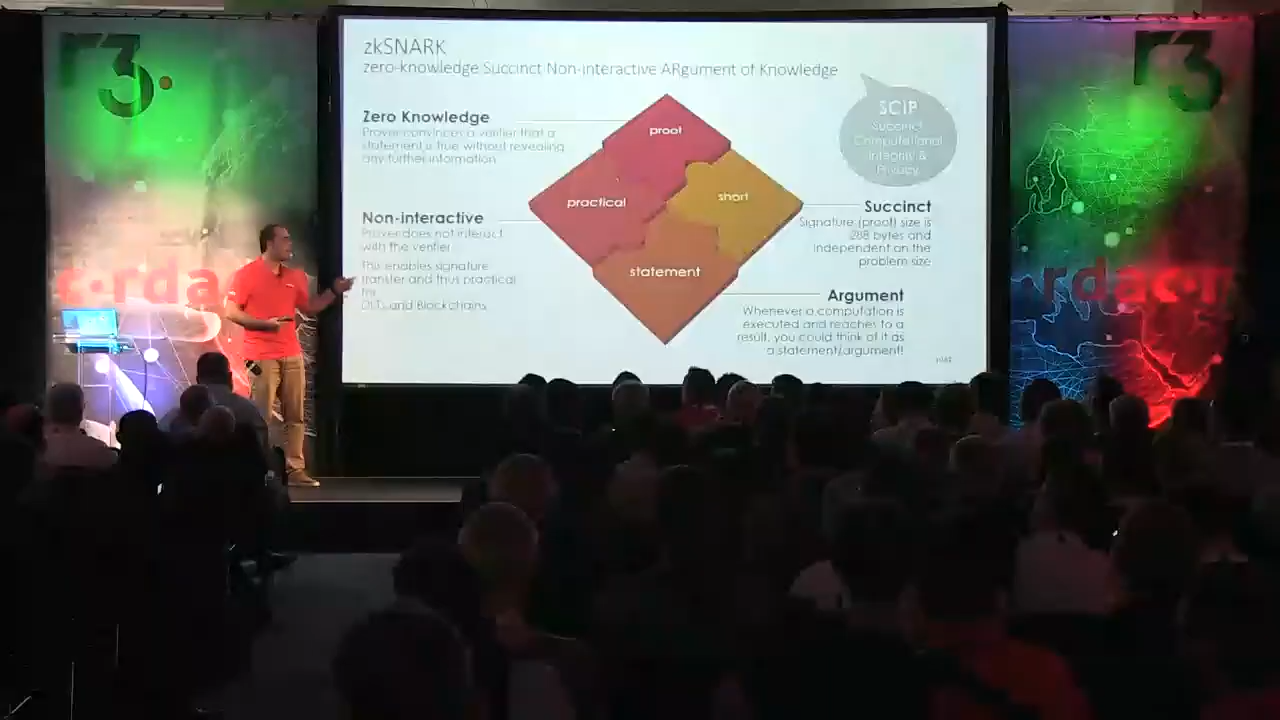 r3.
zkSNARK
zero-knowledge Succinct Non-interactive ARgument of Knowledge
Zero Knowledge
Prover convinces a verifier that a
statement is true without revealing
any further information
Non-interactive
Prover does not interact
with the verifier
This enables signature
transfer and thus practical
for
DLTs and Blockchains
proof
practical
short
statement
SCIP
Succinct
Computational
Integrity &
Privacy
Succinct
Signature (proof) size is
288 bytes and
independent on the
problem size
Argument
Whenever a computation is
executed and reaches to a
result, you could think of it as
a statement/argument!
r3
c·rda
·rdacon